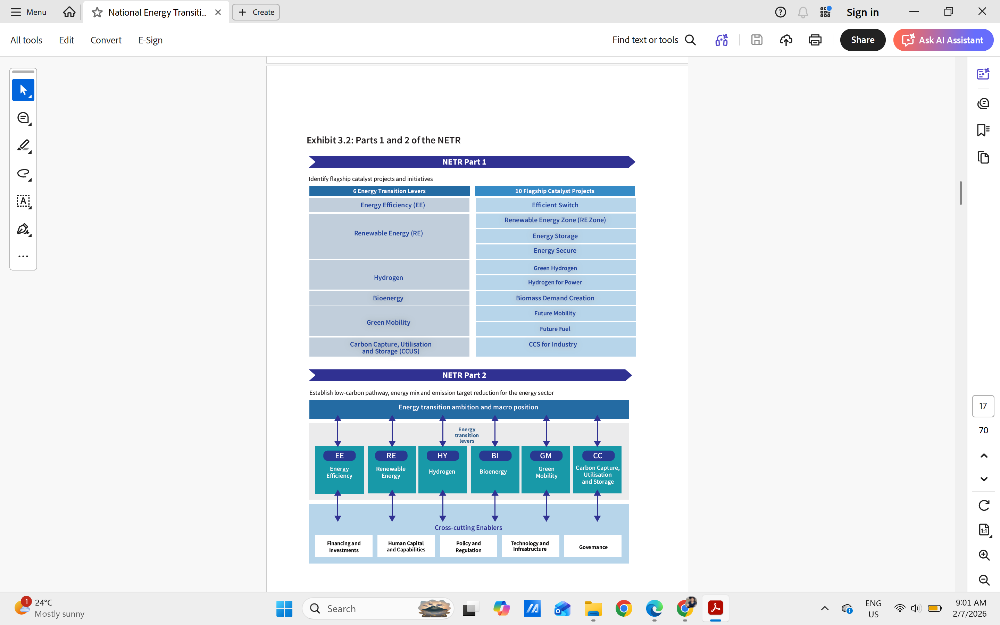 Menu
National Energy Transiti...
Create
Sign in
All tools
Edit
Convert
E-Sign
Find text or tools
Share
Ask AI Assistant
Exhibit 3.2: Parts 1 and 2 of the NETR
NETR Part 1
Identify flagship catalyst projects and initiatives
6 Energy Transition Levers
10 Flagship Catalyst Projects
Energy Efficiency (EE)
Efficient Switch
Renewable Energy (RE)
Renewable Energy Zone (RE Zone)
Energy Storage
Energy Secure
Hydrogen
Green Hydrogen
Hydrogen for Power
Bioenergy
Biomass Demand Creation
Green Mobility
Future Mobility
Future Fuel
Carbon Capture, Utilisation
and Storage (CCUS)
CCS for Industry
NETR Part 2
Establish low-carbon pathway, energy mix and emission target reduction for the energy sector
Energy transition ambition and macro position
Energy
transition
levers
EE
Energy
Efficiency
RE
Renewable
Energy
HY
Hydrogen
BI
Bioenergy
GM
Green
Mobility
CC
Carbon Capture,
Utilisation
and Storage
Cross-cutting Enablers
Financing and
Investments
Human Capital
and Capabilities
Policy and
Regulation
Technology and
Infrastructure
Governance
17
70
1:1
1
24°C
Mostly sunny
Search
ENG
US
9:01 AM
2/7/2026